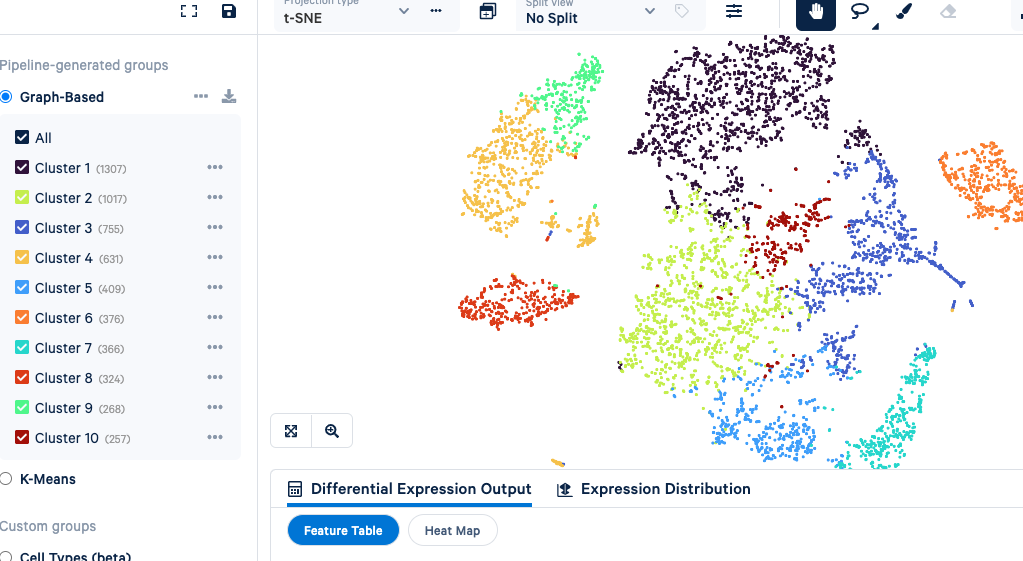 Projection type
t-SNE
Split View
No Split
Pipeline-generated groups
Graph-Based
All
Cluster 1 (1307)
Cluster 2 (1017)
Cluster 3 (755)
Cluster 4 (631)
Cluster 5 (409)
Cluster 6 (376)
Cluster 7 (366)
Cluster 8 (324)
Cluster 9 (268)
Cluster 10 (257)
K-Means
Custom groups
Cell Types (beta)
Differential Expression Output
Expression Distribution
Feature Table
Heat Map